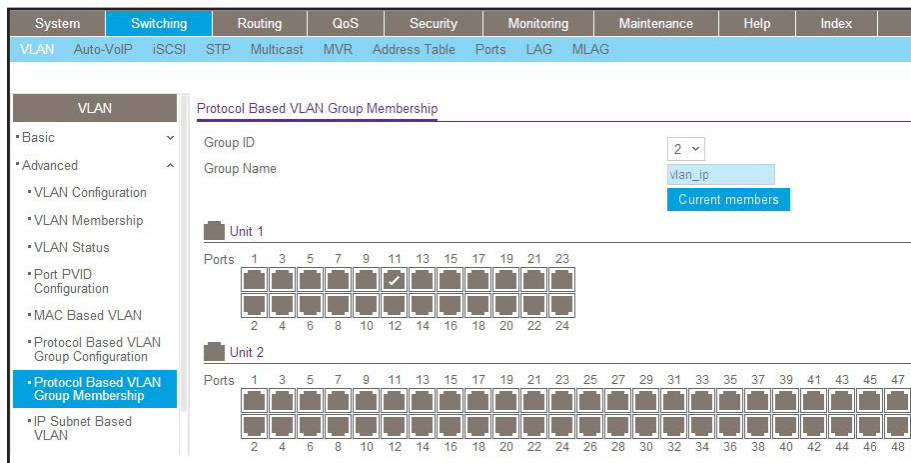 System Switching Routing QoS Security Monitoring Maintenance Help Index
VLAN Auto-VoIP iSCSI STP Multicast MVR Address Table Ports LAG MLAG
VLAN
Basic
Advanced
VLAN Configuration
VLAN Membership
VLAN Status
Port PVID
Configuration
MAC Based VLAN
Protocol Based VLAN
Group Configuration
Protocol Based VLAN
Group Membership
IP Subnet Based
VLAN
Protocol Based VLAN Group Membership
Group ID 2
Group Name vlan_ip
Current members
Unit 1
Ports 1 3 5 7 9 11 13 15 17 19 21 23
2 4 6 8 10 12 14 16 18 20 22 24
Unit 2
Ports 1 3 5 7 9 11 13 15 17 19 21 23 25 27 29 31 33 35 37 39 41 43 45 47
2 4 6 8 10 12 14 16 18 20 22 24 26 28 30 32 34 36 38 40 42 44 46 48